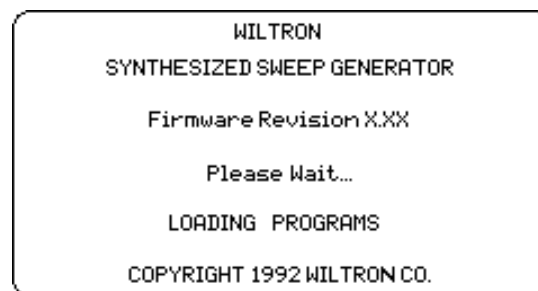 WILTRON
SYNTHESIZED SWEEP GENERATOR
Firmware Revision X.XX
Please Wait...
LOADING PROGRAMS
COPYRIGHT 1992 WILTRON CO.